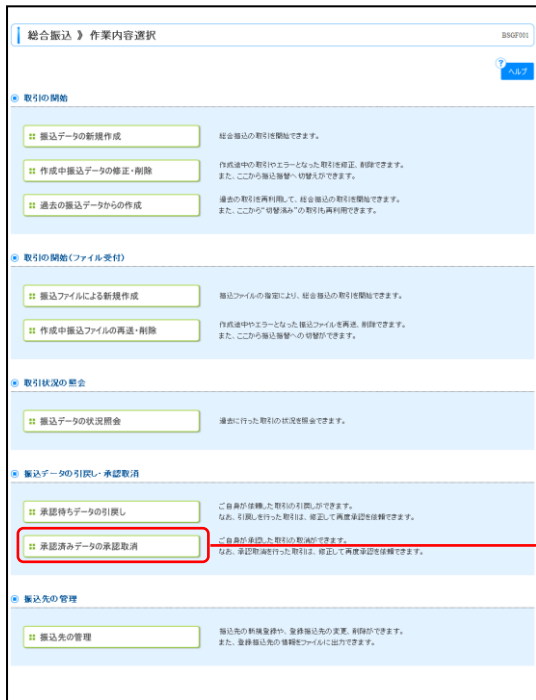 総合振込 》 作業内容選択
BSGF001
? ヘルプ
取引の開始
振込データの新規作成
総合振込の取引を開始できます。
作成中振込データの修正・削除
作成途中の取引やエラーとなった取引を修正、削除できます。
また、ここから振込振替へ切替えができます。
過去の振込データからの作成
過去の取引を再利用して、総合振込の取引を開始できます。
また、ここから“切替済み”の取引も再利用できます。
取引の開始(ファイル受付)
振込ファイルによる新規作成
振込ファイルの指定により、総合振込の取引を開始できます。
作成中振込ファイルの再送・削除
作成途中やエラーとなった振込ファイルを再送、削除できます。
また、ここから振込振替への切替ができます。
取引状況の照会
振込データの状況照会
過去に行った取引の状況を照会できます。
振込データの引戻し・承認取消
承認待ちデータの引戻し
ご自身が依頼した取引の引戻しができます。
なお、引戻しを行った取引は、修正して再度承認を依頼できます。
承認済みデータの承認取消
ご自身が承認した取引の取消ができます。
なお、承認取消を行った取引は、修正して再度承認を依頼できます。
振込先の管理
振込先の管理
振込先の新規登録や、登録振込先の変更、削除ができます。
また、登録振込先の情報をファイルに出力できます。